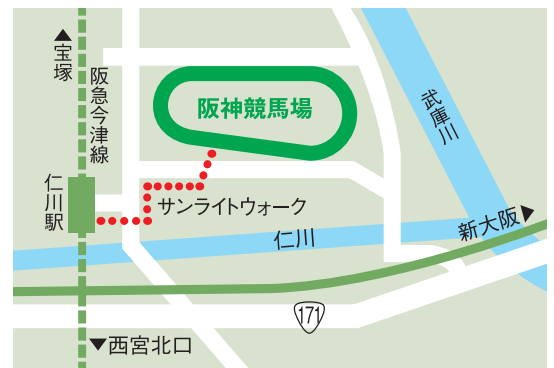 ▲宝塚
阪急今津線
阪神競馬場
武庫川
仁川駅
サンライトウォーク
仁川
新大阪▶
171
▼西宮北口